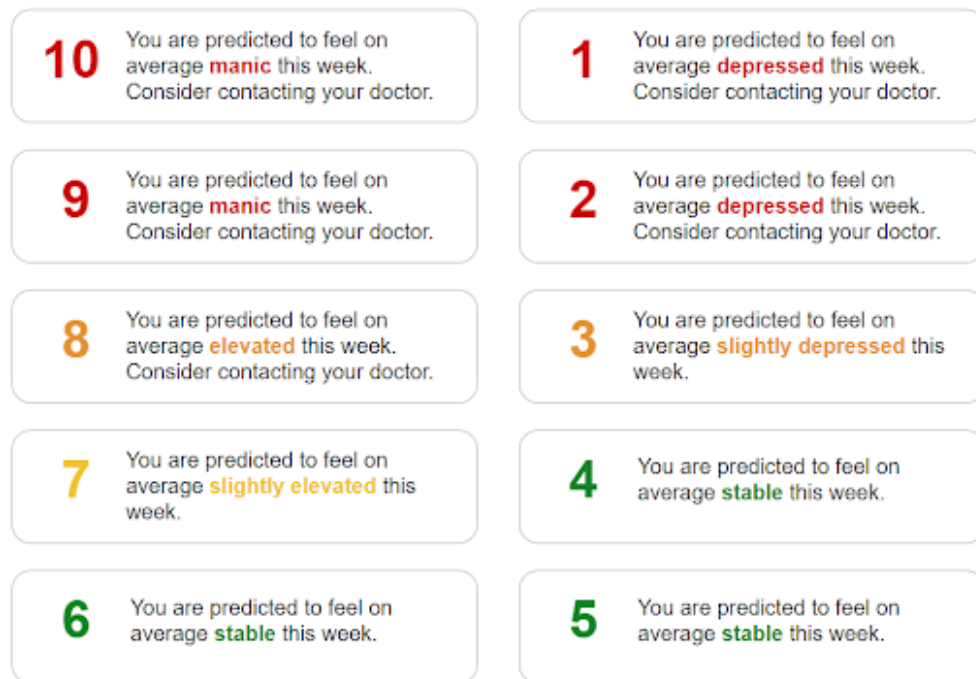 10
You are predicted to feel on
average manic this week.
Consider contacting your doctor.
1
You are predicted to feel on
average depressed this week.
Consider contacting your doctor.
9
You are predicted to feel on
average manic this week.
Consider contacting your doctor.
2
You are predicted to feel on
average depressed this week.
Consider contacting your doctor.
8
You are predicted to feel on
average elevated this week.
Consider contacting your doctor.
3
You are predicted to feel on
average slightly depressed this
week.
7
You are predicted to feel on
average slightly elevated this
week.
4
You are predicted to feel on
average stable this week.
6
You are predicted to feel on
average stable this week.
5
You are predicted to feel on
average stable this week.